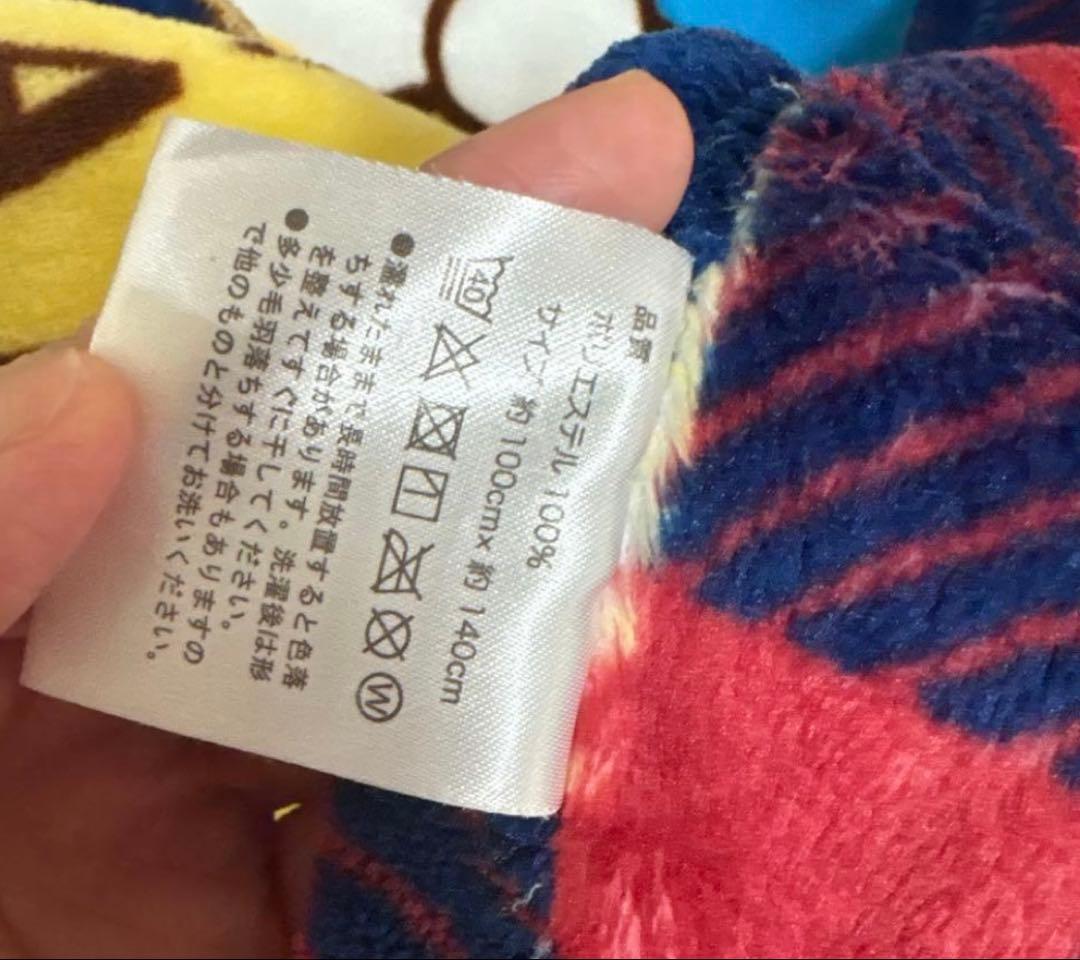 品質
ポリエステル 100%
サイズ 約100cm×約140cm
40
W
●濡れたままで長時間放置すると色落
ちする場合があります。洗濯後は形
を整えてすぐに干してください。
●多少毛羽落ちする場合もありますの
で他のものと分けてお洗いください。